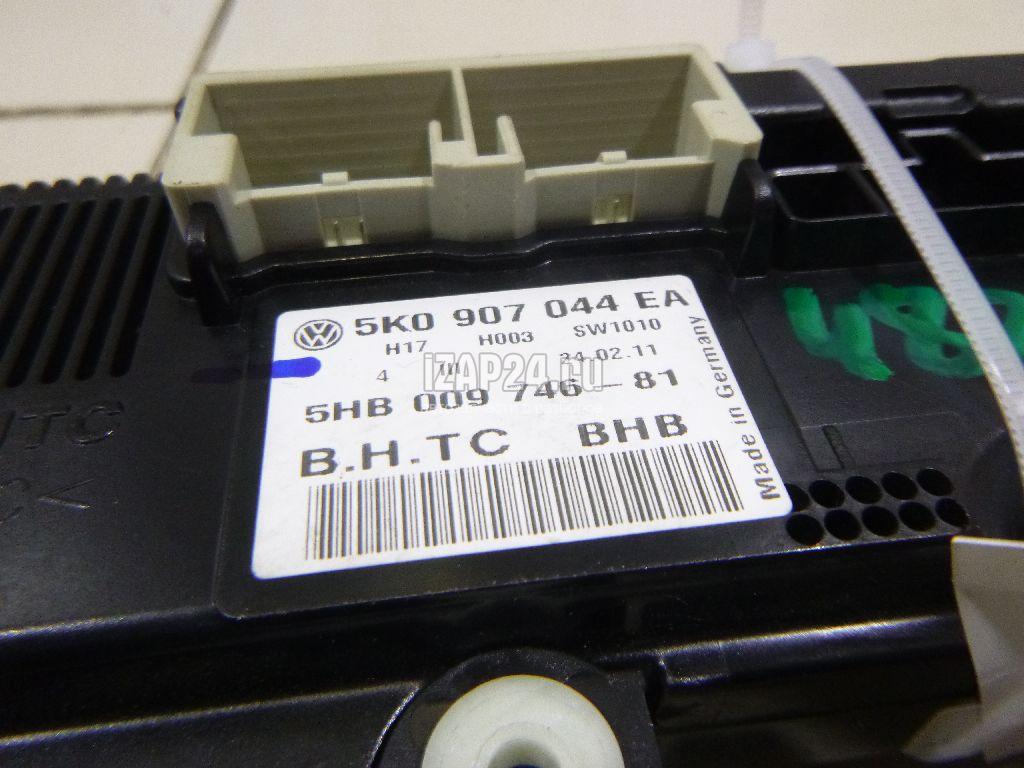 5K0 907 044 EA
H17 H003 SW1010
4 24.02.11
5HB 009 746-81
B.H.TC BHB
Made in Germany
iZAP24.ru